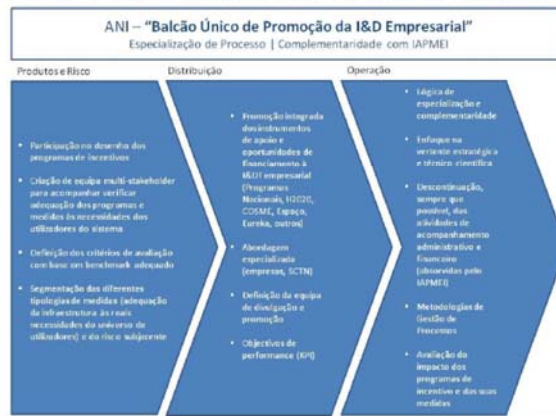 ANI – “Balcão Único de Promoção da I&D Empresarial”
Especialização de Processo | Complementaridade com IAPMEI
Produtos e Risco
Distribuição
Operação
• Participação no desenho dos
programas de incentivos
• Criação de equipa multi-stakeholder
para acompanhar verificar
adequação dos programas e
medidas às necessidades dos
utilizadores do sistema
• Definição dos critérios de avaliação
com base em benchmark adequado
• Segmentação das diferentes
tipologias de medidas (adequação
da infraestrutura às reais
necessidades do universo de
utilizadores) e do risco subjacente
• Promoção integrada
dos instrumentos
de apoio e
oportunidades de
financiamento à
I&DT empresarial
(Programas
Nacionais, H2020,
COSME, Espaço,
Eureka, outros)
• Abordagem
especializada
(empresas, SCTN)
• Definição da equipa
de divulgação e
promoção
• Objectivos de
performance (KPI)
• Lógica de
especialização e
complementaridade
• Enfoque na
vertente estratégica
e técnico-científica
• Descontinuação,
sempre que
possível, das
atividades de
acompanhamento
administrativo e
financeiro
(absorvidas pelo
IAPMEI)
• Metodologias de
Gestão de
Processos
• Avaliação do
impacto dos
programas de
incentivo e das suas
medidas